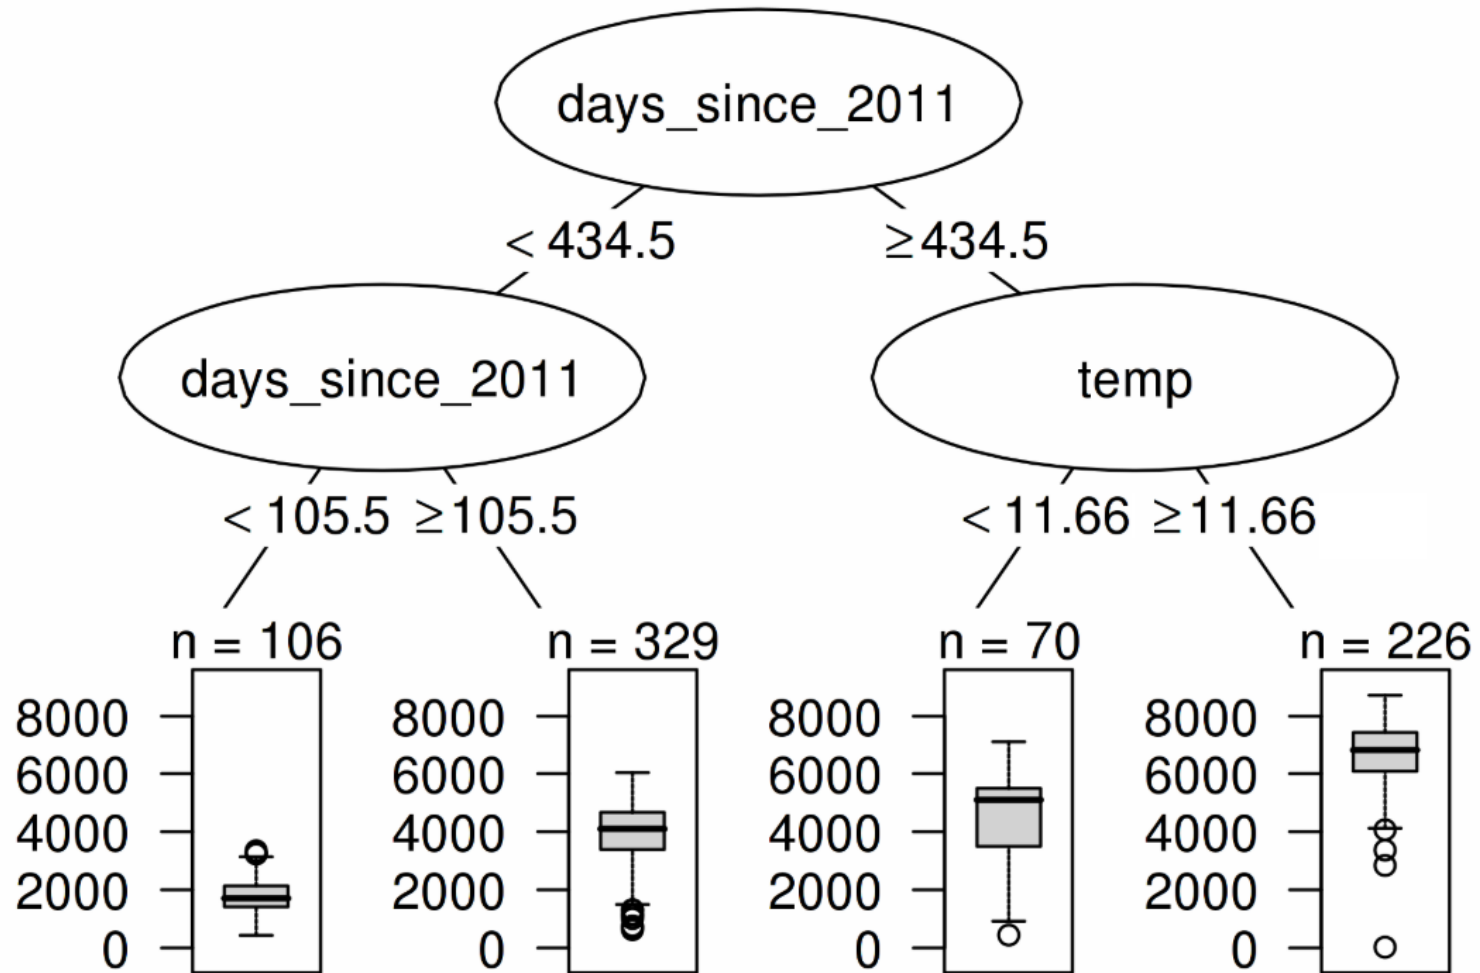 days_since_2011
< 434.5 ≥434.5
days_since_2011 temp
< 105.5 ≥105.5 < 11.66 ≥11.66
n = 106 n = 329 n = 70 n = 226
8000 8000 8000 8000
6000 6000 6000 6000
4000 4000 4000 4000
2000 2000 2000 2000
0 0 0 0